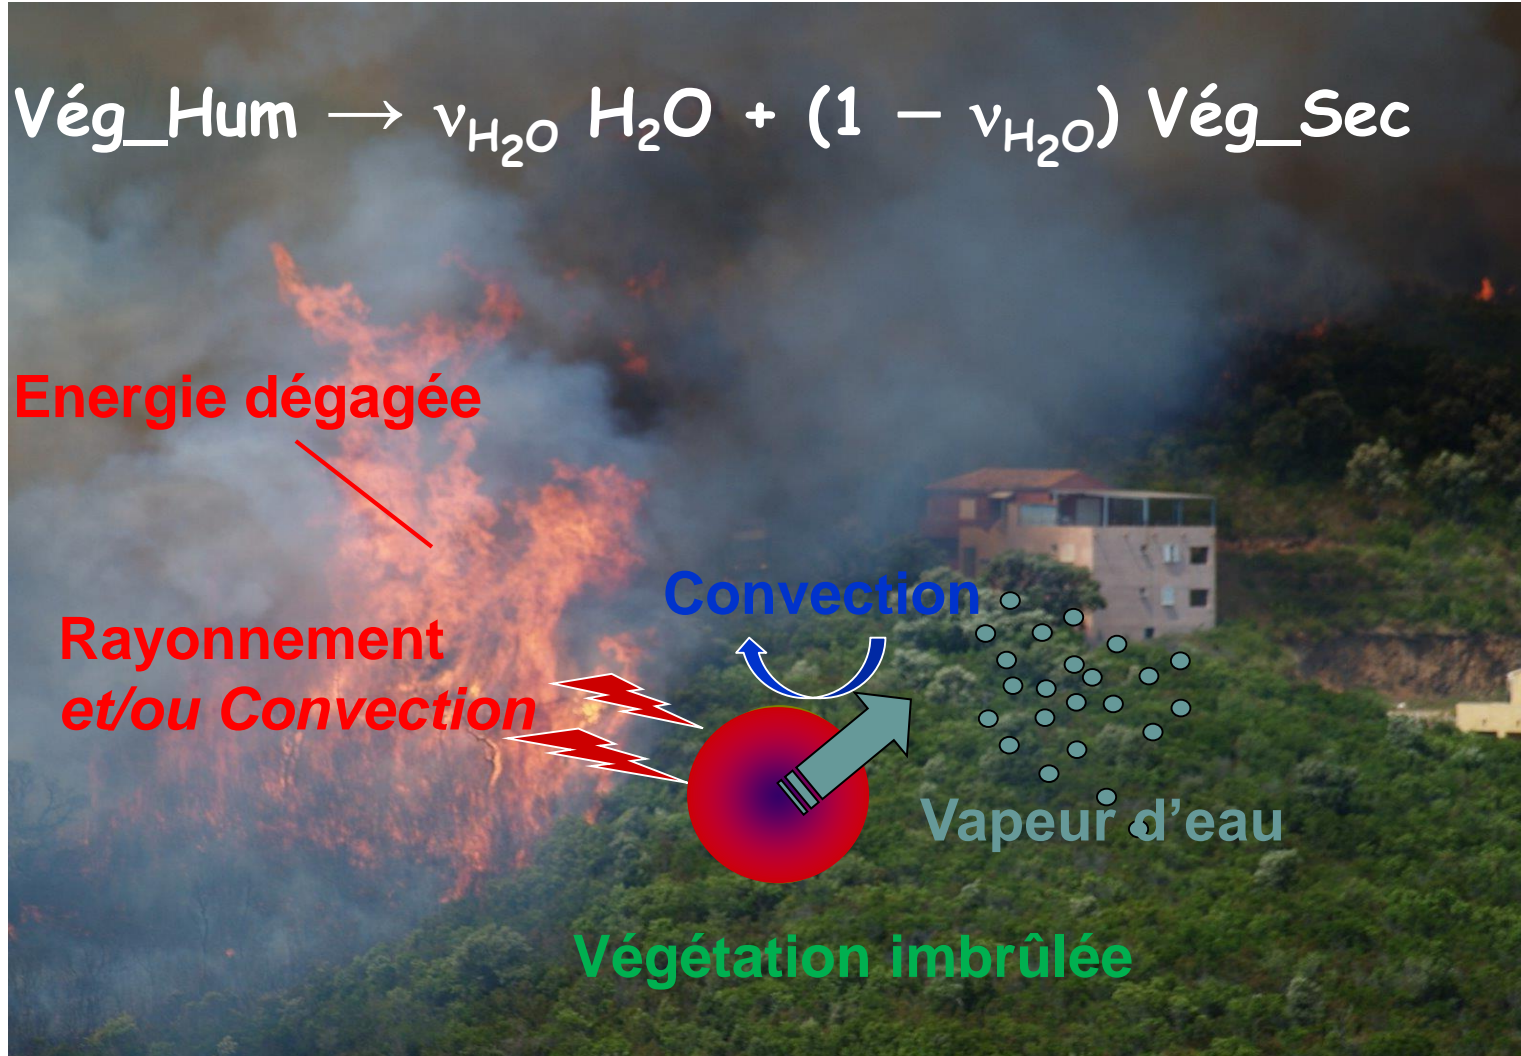 Vég_Hum → νH₂O H₂O + (1 − νH₂O) Vég_Sec
Energie dégagée
Convection
Rayonnement
et/ou Convection
Vapeur d’eau
Végétation imbrûlée